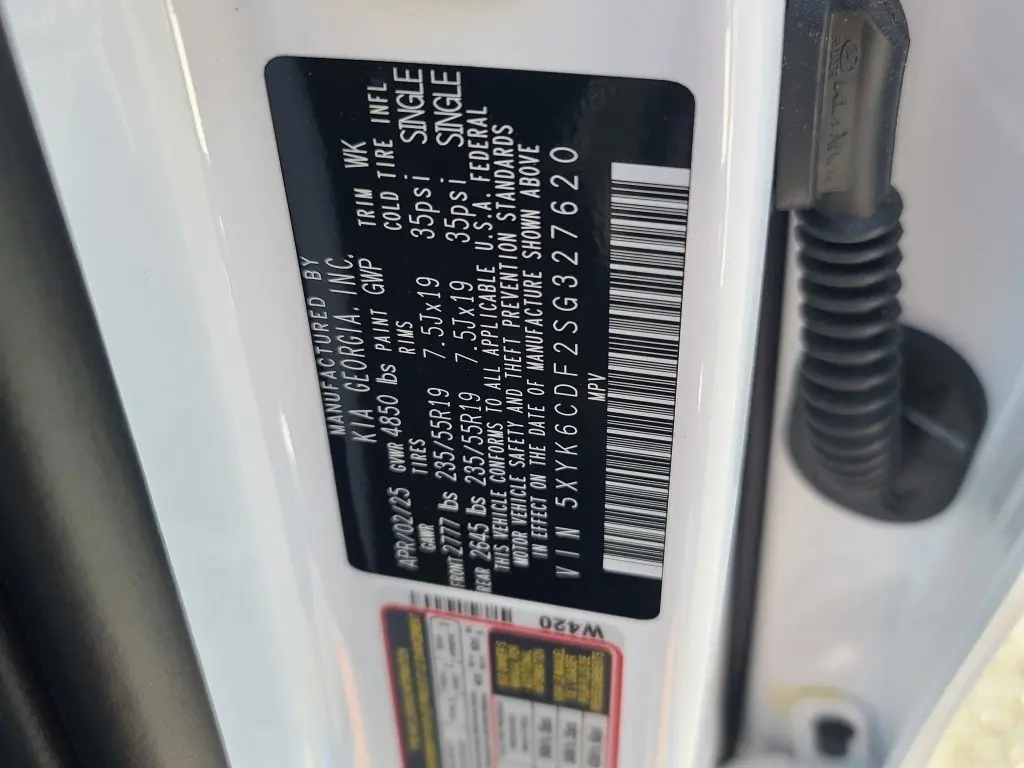 MANUFACTURED BY
KIA GEORGIA, INC.
APR/02/25 GVWR 4850 lbs PAINT GWP TRIM WK
GAWR TIRES RIMS COLD TIRE INFL
FRONT 2777 lbs 235/55R19 7.5Jx19 35psi SINGLE
REAR 2645 lbs 235/55R19 7.5Jx19 35psi SINGLE
THIS VEHICLE CONFORMS TO ALL APPLICABLE U.S.A. FEDERAL
MOTOR VEHICLE SAFETY AND THEFT PREVENTION STANDARDS
IN EFFECT ON THE DATE OF MANUFACTURE SHOWN ABOVE
VIN 5XYK6CDF2SG327620
MPV
W420